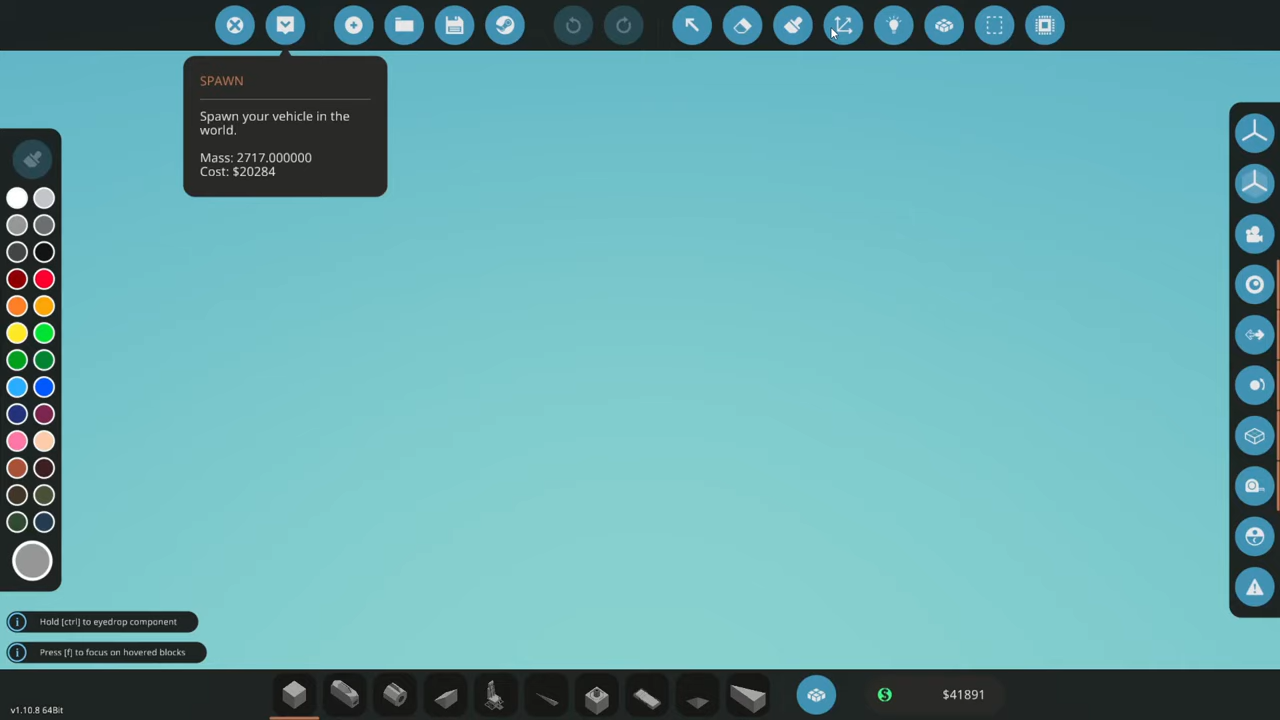 SPAWN
Spawn your vehicle in the
world.
Mass: 2717.000000
Cost: $20284
Hold [ctrl] to eyedrop component
Press [f] to focus on hovered blocks
$41891
v1.10.8 64Bit